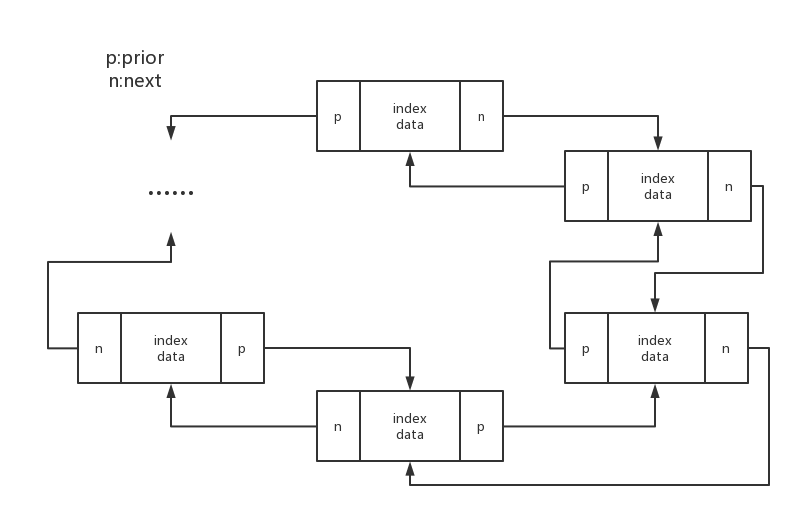 p:prior
n:next
p
index
data
n
p
index
data
n
......
n
index
data
p
p
index
data
n
n
index
data
p